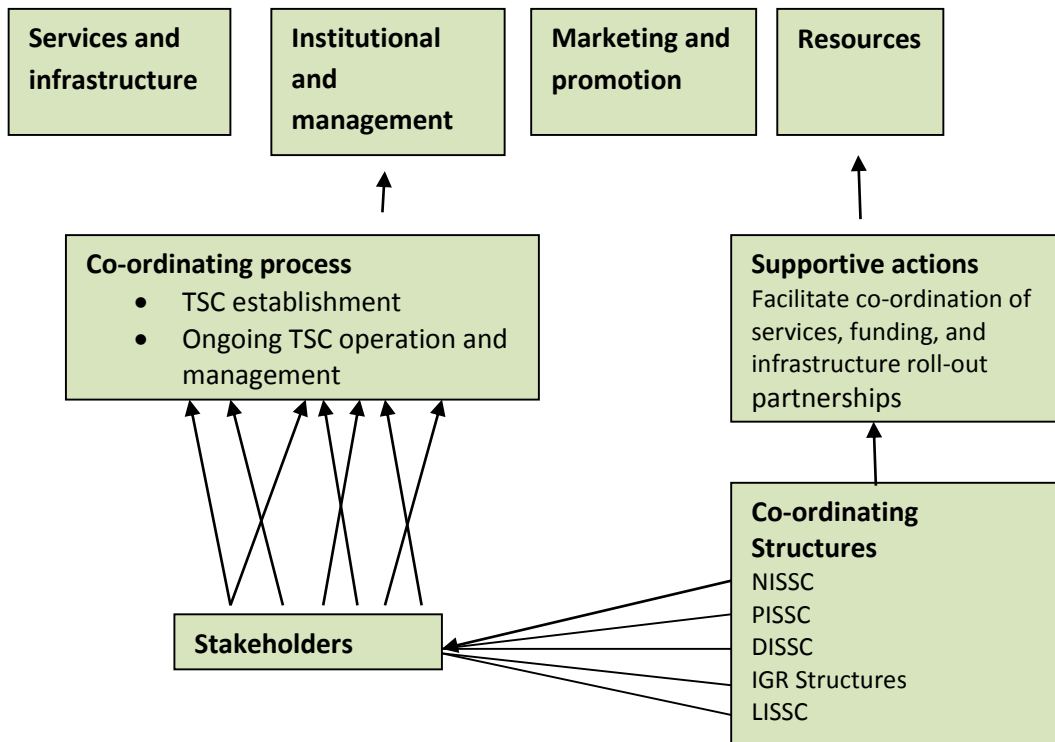 Services and
infrastructure
Institutional
and
management
Marketing and
promotion
Resources
Co-ordinating process
• TSC establishment
• Ongoing TSC operation and
management
Supportive actions
Facilitate co-ordination of
services, funding, and
infrastructure roll-out
partnerships
Stakeholders
Co-ordinating
Structures
NISSC
PISSC
DISSC
IGR Structures
LISSC